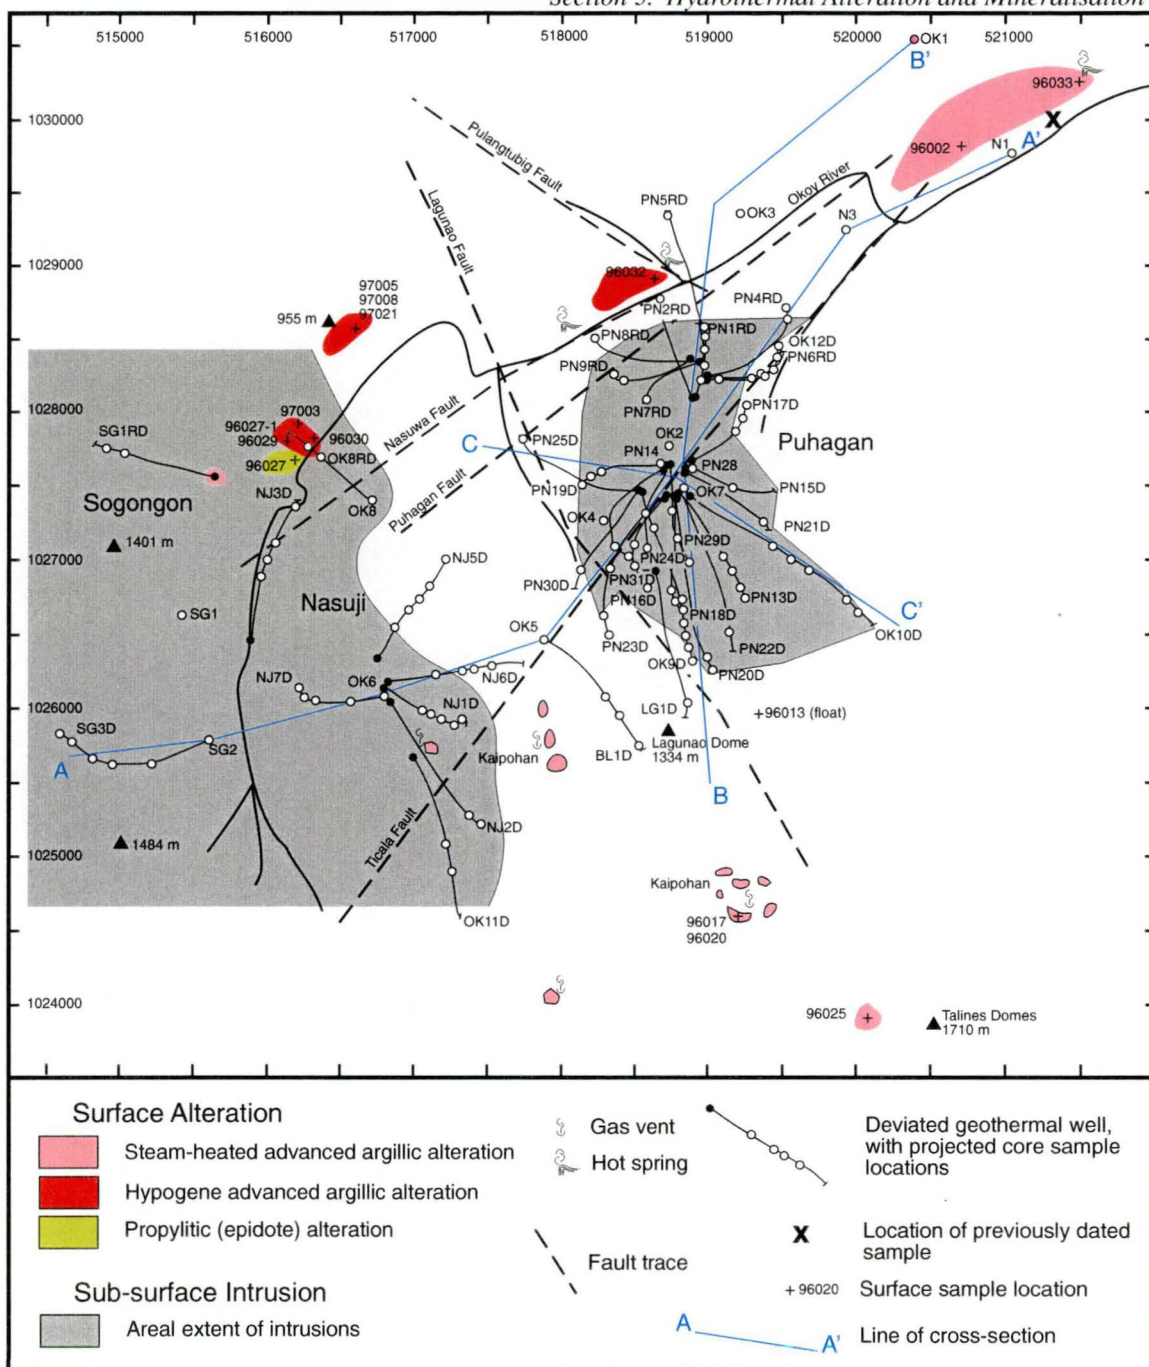 Section 3: Hydrothermal Alteration and Mineralisation
515000 516000 517000 518000 519000 520000 521000
OK1
B'
96033
1030000
X
A'
96002
N1
Pulangtubig Fault
Okoy River
Lagunao Fault
PN5RD
OK3
N3
1029000
96032
97005
97008
97021
955 m
PN2RD
PN4RD
PN1RD
PN8RD
OK12D
PN6RD
PN9RD
1028000
PN7RD
PN17D
97003
96027-1
96029
96030
Nasuwa Fault
C
PN25D
OK2
Puhagan
SG1RD
OK8RD
PN14
PN28
96027
Puhagan Fault
NJ3D
PN19D
OK7
PN15D
Sogongon
OK8
OK4
PN21D
1401 m
1027000
NJ5D
PN29D
PN24D
PN30D
PN31D
PN16D
PN13D
Nasuji
SG1
PN18D
C'
OK5
PN23D
PN22D
OK10D
OK9D
PN20D
NJ7D
OK6
NJ6D
1026000
SG3D
NJ1D
LG1D
96013 (float)
SG2
Kaipohan
Lagunao Dome
1334 m
BL1D
A
B
NJ2D
1484 m
1025000
Ticala Fault
Kaipohan
OK11D
96017
96020
1024000
96025
Talines Domes
1710 m
Surface Alteration
Steam-heated advanced argillic alteration
Hypogene advanced argillic alteration
Propylitic (epidote) alteration
Sub-surface Intrusion
Areal extent of intrusions
Gas vent
Hot spring
Fault trace
Deviated geothermal well,
with projected core sample
locations
X
Location of previously dated
sample
+ 96020 Surface sample location
A A' Line of cross-section